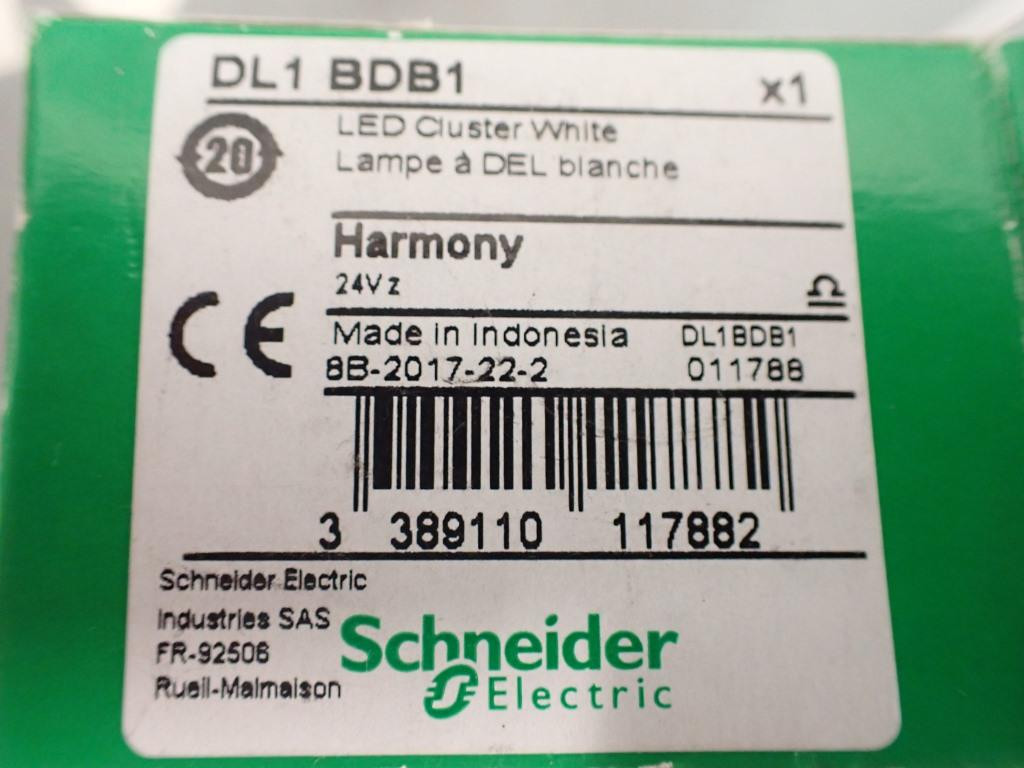 DL1 BDB1 x1
20
LED Cluster White
Lampe à DEL blanche
Harmony
24V z
CE
Made in Indonesia DL1BDB1
8B-2017-22-2 011788
3 389110 117882
Schneider Electric
Industries SAS
FR-92506
Rueil-Malmaison
Schneider
Electric